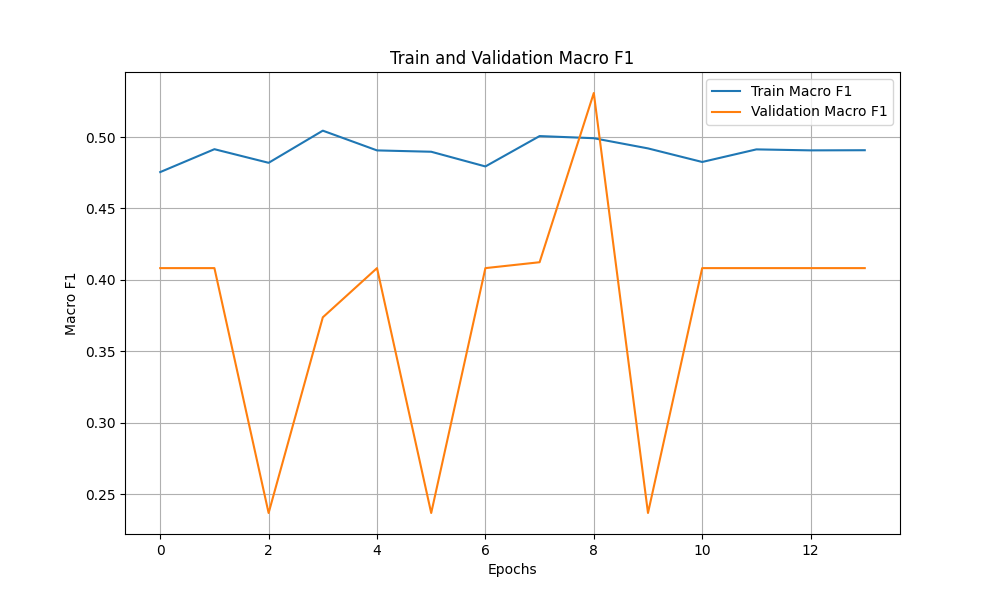 Train and Validation Macro F1
Train Macro F1
Validation Macro F1
0.50
0.45
0.40
0.35
0.30
0.25
Macro F1
0 2 4 6 8 10 12
Epochs